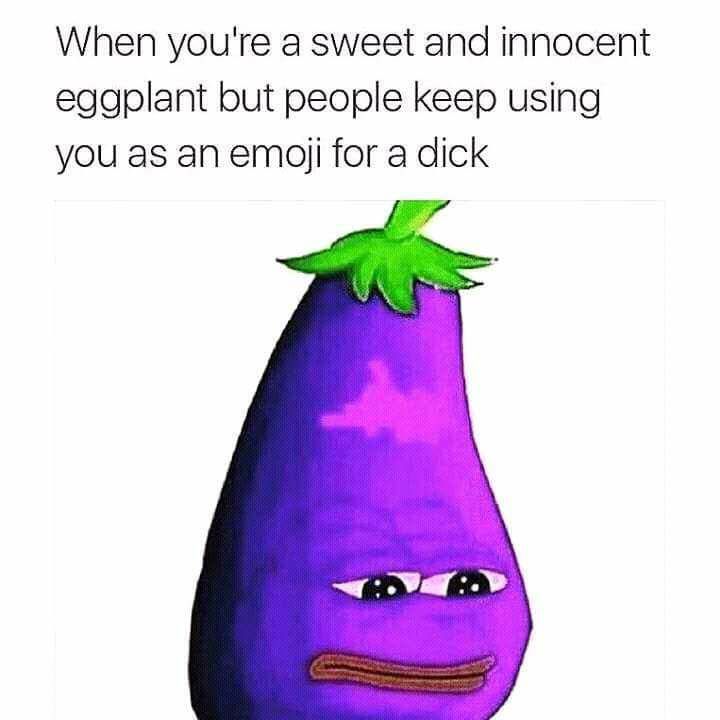 When you're a sweet and innocent
eggplant but people keep using
you as an emoji for a dick